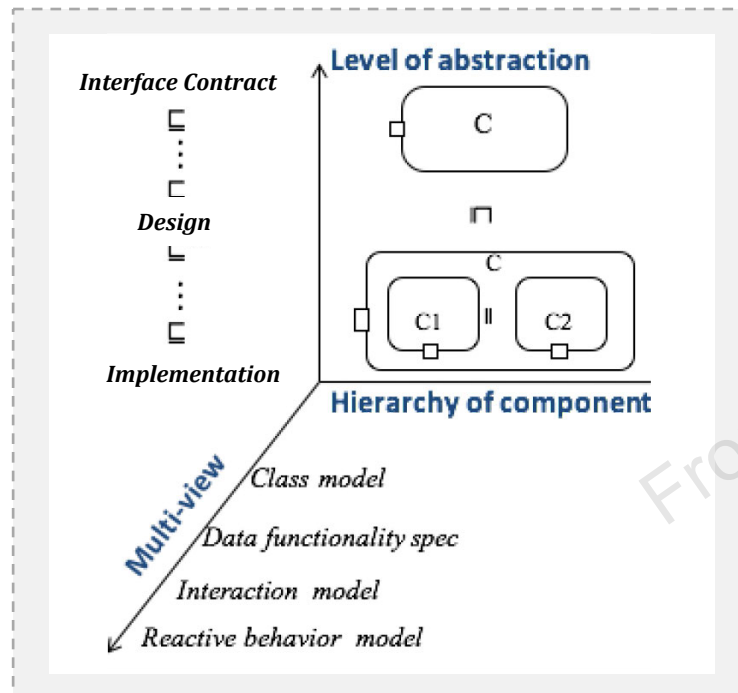 Level of abstraction
Interface Contract
⊑
⋮
⊑
Design
⊑
⋮
⊑
Implementation
C
C
C1 || C2
Hierarchy of component
Multi-view
Class model
Data functionality spec
Interaction model
Reactive behavior model